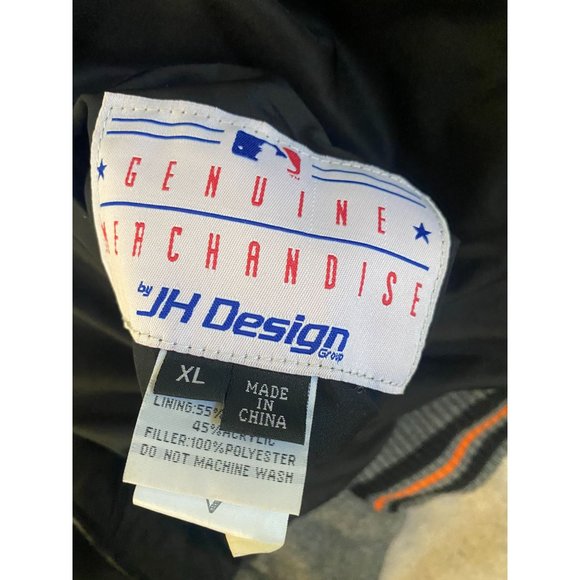 GENUINE
MERCHANDISE
by JH Design
Group
XL
MADE
IN
CHINA
LINING:55%
45% ACRYLIC
FILLER:100%POLYESTER
DO NOT MACHINE WASH